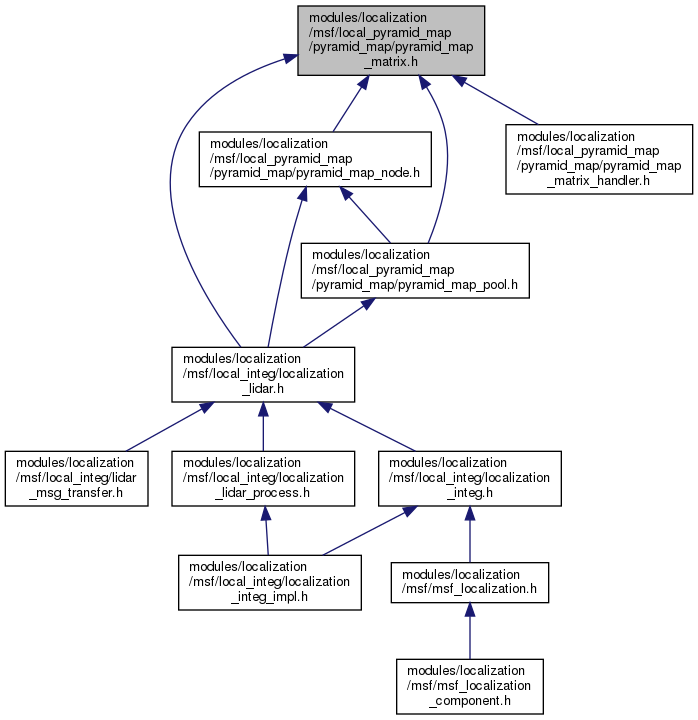 modules/localization
/msf/local_pyramid_map
/pyramid_map/pyramid_map
_matrix.h
modules/localization
/msf/local_pyramid_map
/pyramid_map/pyramid_map_node.h
modules/localization
/msf/local_pyramid_map
/pyramid_map/pyramid_map
_matrix_handler.h
modules/localization
/msf/local_pyramid_map
/pyramid_map/pyramid_map_pool.h
modules/localization
/msf/local_integ/localization
_lidar.h
modules/localization
/msf/local_integ/lidar
_msg_transfer.h
modules/localization
/msf/local_integ/localization
_lidar_process.h
modules/localization
/msf/local_integ/localization
_integ.h
modules/localization
/msf/local_integ/localization
_integ_impl.h
modules/localization
/msf/msf_localization.h
modules/localization
/msf/msf_localization
_component.h